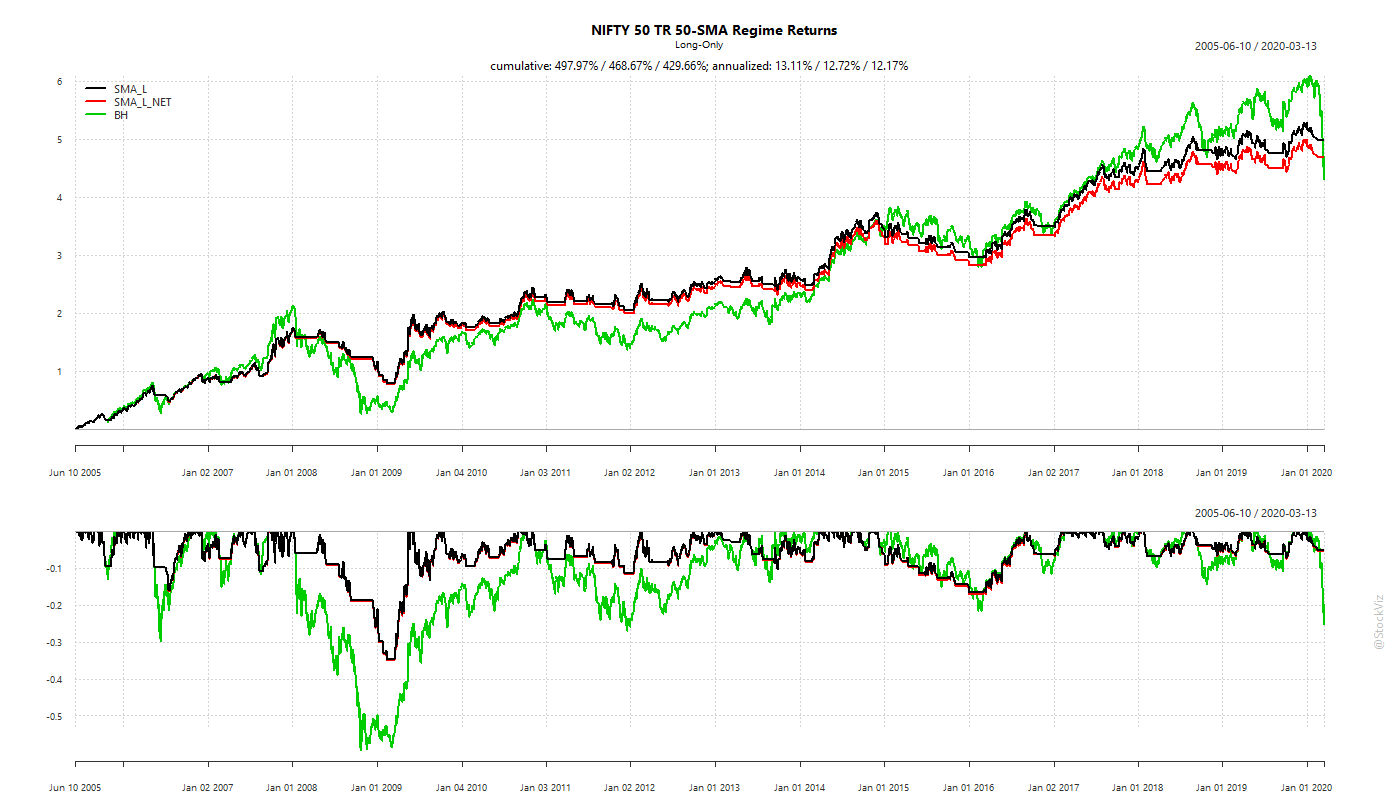 NIFTY 50 TR 50-SMA Regime Returns
Long-Only
2005-06-10 / 2020-03-13
cumulative: 497.97% / 468.67% / 429.66%; annualized: 13.11% / 12.72% / 12.17%
SMA_L
SMA_L_NET
BH
6
5
4
3
2
1
Jun 10 2005 Jan 02 2007 Jan 01 2008 Jan 01 2009 Jan 04 2010 Jan 03 2011 Jan 02 2012 Jan 01 2013 Jan 01 2014 Jan 01 2015 Jan 01 2016 Jan 02 2017 Jan 01 2018 Jan 01 2019 Jan 01 2020
2005-06-10 / 2020-03-13
-0.1
-0.2
-0.3
-0.4
-0.5
Jun 10 2005 Jan 02 2007 Jan 01 2008 Jan 01 2009 Jan 04 2010 Jan 03 2011 Jan 02 2012 Jan 01 2013 Jan 01 2014 Jan 01 2015 Jan 01 2016 Jan 02 2017 Jan 01 2018 Jan 01 2019 Jan 01 2020
@StockViz